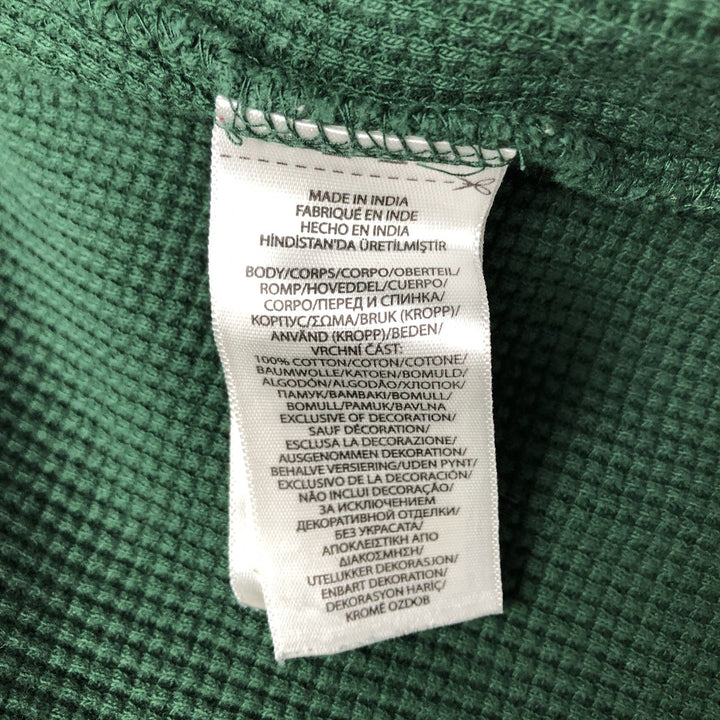 MADE IN INDIA
FABRIQUÉ EN INDE
HECHO EN INDIA
HİNDİSTAN'DA ÜRETİLMİŞTİR
BODY/CORPS/CORPO/OBERTEIL/
ROMP/HOVEDDEL/CUERPO/
CORPO/ПЕРЕД И СПИНКА/
КОРПУС/ΣΩΜΑ/BRUK (KROPP)/
ANVÄND (KROPP)/BEDEN/
VRCHNÍ ČÁST:
100% COTTON/COTON/COTONE/
BAUMWOLLE/KATOEN/BOMULD/
ALGODÓN/ALGODÃO/ХЛОПОК/
ПАМУК/ΒΑΜΒΑΚΙ/BOMULL/
BOMULL/PAMUK/BAVLNA
EXCLUSIVE OF DECORATION/
SAUF DÉCORATION/
ESCLUSA LA DECORAZIONE/
AUSGENOMMEN DEKORATION/
BEHALVE VERSIERING/UDEN PYNT/
EXCLUSIVO DE LA DECORACIÓN/
NÃO INCLUI DECORAÇÃO/
ЗА ИСКЛЮЧЕНИЕМ
ДЕКОРАТИВНОЙ ОТДЕЛКИ/
БЕЗ УКРАСАТА/
ΑΠΟΚΛΕΙΣΤΙΚΗ ΑΠΟ
ΔΙΑΚΟΣΜΗΣΗ/
UTELUKKER DEKORASJON/
ENBART DEKORATION/
DEKORASYON HARİÇ/
KROMĚ OZDOB